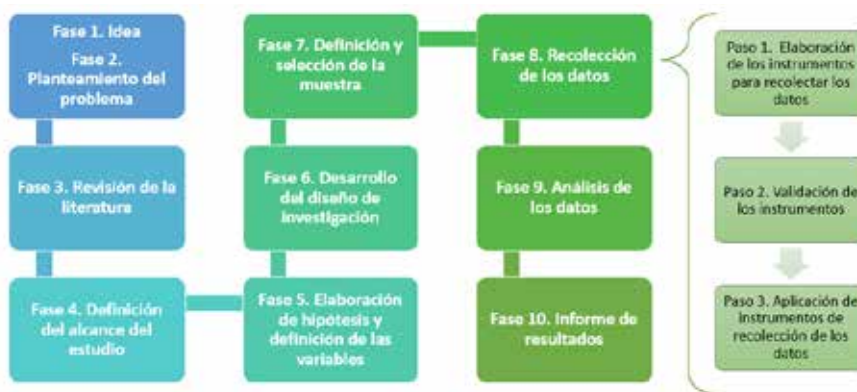 Fase 1. Idea
Fase 2.
Planteamiento del
problema
Fase 3. Revisión de la
literatura
Fase 4. Definición
del alcance del
estudio
Fase 5. Elaboración
de hipótesis y
definición de las
variables
Fase 6. Desarrollo
del diseño de
investigación
Fase 7. Definición y
selección de la
muestra
Fase 8. Recolección
de los datos
Fase 9. Análisis de
los datos
Fase 10. Informe de
resultados
Paso 1. Elaboración
de los instrumentos
para recolectar los
datos
Paso 2. Validación de
los instrumentos
Paso 3. Aplicación de
instrumentos de
recolección de los
datos